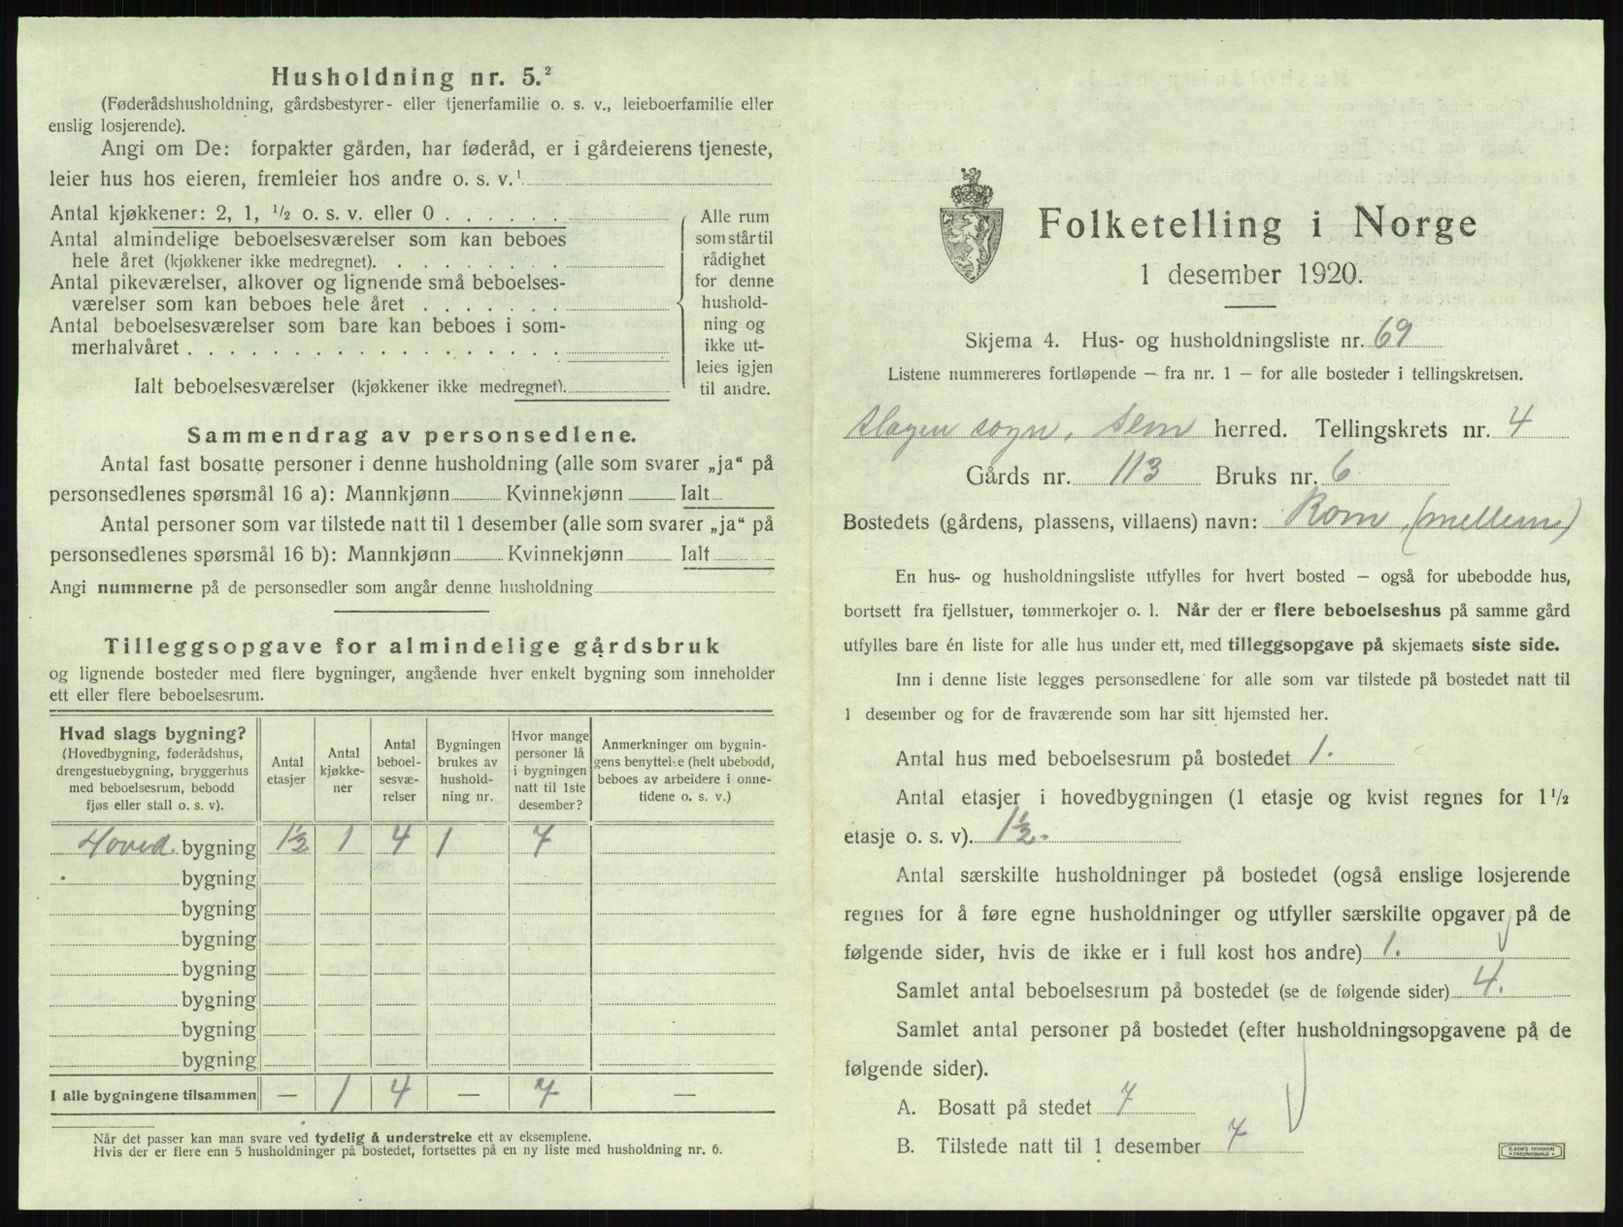 Husholdning nr. 5.²
(Føderådshusholdning, gårdsbestyrer- eller tjenerfamilie o. s. v., leieboerfamilie eller
enslig losjerende).
Angi om De: forpakter gården, har føderåd, er i gårdeierens tjeneste,
leier hus hos eieren, fremleier hos andre o. s. v.¹
Antal kjøkkener: 2, 1, ½ o. s. v. eller 0
Antal almindelige beboelsesværelser som kan beboes
hele året (kjøkkener ikke medregnet).
Antal pikeværelser, alkover og lignende små beboelses-
værelser som kan beboes hele året
Antal beboelsesværelser som bare kan beboes i som-
merhalvåret
Ialt beboelsesværelser (kjøkkener ikke medregnet).
Alle rum
som står til
rådighet
for denne
hushold-
ning og
ikke ut-
leies igjen
til andre.
Sammendrag av personsedlene.
Antal fast bosatte personer i denne husholdning (alle som svarer „ja“ på
personsedlenes spørsmål 16 a): Mannkjønn Kvinnekjønn Ialt
Antal personer som var tilstede natt til 1 desember (alle som svarer „ja“ på
personsedlenes spørsmål 16 b): Mannkjønn Kvinnekjønn Ialt
Angi nummerne på de personsedler som angår denne husholdning
Tilleggsopgave for almindelige gårdsbruk
og lignende bosteder med flere bygninger, angående hver enkelt bygning som inneholder
ett eller flere beboelsesrum.
Hvad slags bygning?
(Hovedbygning, føderådshus,
drengestuebygning, bryggerhus
med beboelsesrum, bebodd
fjøs eller stall o. s. v).
Antal
etasjer
Antal
kjøkke-
ner
Antal
beboel-
sesvæ-
relser
Bygningen
brukes av
hushold-
ning nr.
Hvor mange
personer lå
i bygningen
natt til 1ste
desember?
Anmerkninger om bygnin-
gens benyttelse (helt ubebodd,
beboes av arbeidere i onne-
tidene o. s. v.)
Hoved. bygning 1½ 1 4 1 7
bygning
bygning
bygning
bygning
bygning
bygning
bygning
I alle bygningene tilsammen — 1 4 — 7 —
Når det passer kan man svare ved tydelig å understreke ett av eksemplene.
Hvis der er flere enn 5 husholdninger på bostedet, fortsettes på en ny liste med husholdning nr. 6.
Folketelling i Norge
1 desember 1920.
Skjema 4. Hus- og husholdningsliste nr. 69
Listene nummereres fortløpende — fra nr. 1 — for alle bosteder i tellingskretsen.
Slagen sogn, Sem herred. Tellingskrets nr. 4
Gårds nr. 113 Bruks nr. 6
Bostedets (gårdens, plassens, villaens) navn: Rom, (mellem)
En hus- og husholdningsliste utfylles for hvert bosted — også for ubebodde hus,
bortsett fra fjellstuer, tømmerkojer o. l. Når der er flere beboelseshus på samme gård
utfylles bare én liste for alle hus under ett, med tilleggsopgave på skjemaets siste side.
Inn i denne liste legges personsedlene for alle som var tilstede på bostedet natt til
1 desember og for de fraværende som har sitt hjemsted her.
Antal hus med beboelsesrum på bostedet 1.
Antal etasjer i hovedbygningen (1 etasje og kvist regnes for 1½
etasje o. s. v). 1½.
Antal særskilte husholdninger på bostedet (også enslige losjerende
regnes for å føre egne husholdninger og utfyller særskilte opgaver på de
følgende sider, hvis de ikke er i full kost hos andre) 1.
Samlet antal beboelsesrum på bostedet (se de følgende sider) 4.
Samlet antal personer på bostedet (efter husholdningsopgavene på de
følgende sider).
A. Bosatt på stedet 7
B. Tilstede natt til 1 desember 7